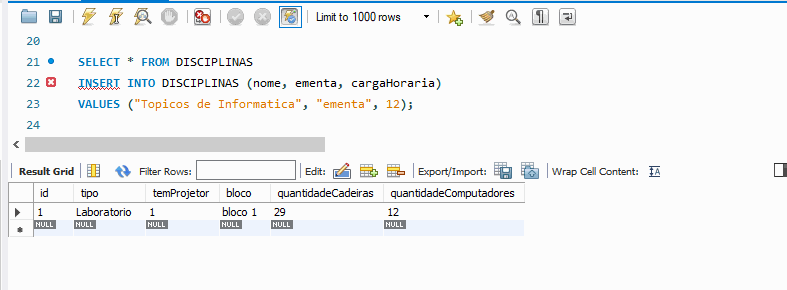 Limit to 1000 rows
20
21 SELECT * FROM DISCIPLINAS
22 INSERT INTO DISCIPLINAS (nome, ementa, cargaHoraria)
23 VALUES ("Topicos de Informatica", "ementa", 12);
24
Result Grid Filter Rows: Edit: Export/Import: Wrap Cell Content: IA
id tipo temProjetor bloco quantidadeCadeiras quantidadeComputadores
1 Laboratorio 1 bloco 1 29 12
NULL NULL NULL NULL NULL NULL